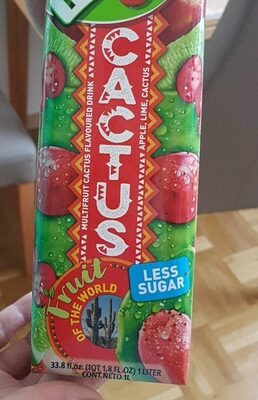 CACTUS
MULTIFRUIT CACTUS FLAVOURED DRINK
APPLE, LIME, CACTUS
LESS
SUGAR
Fruit
OF THE WORLD
33.8 fl.oz. (1QT 1,8 FL.OZ) 1 LITER
CONT.NETO 1L